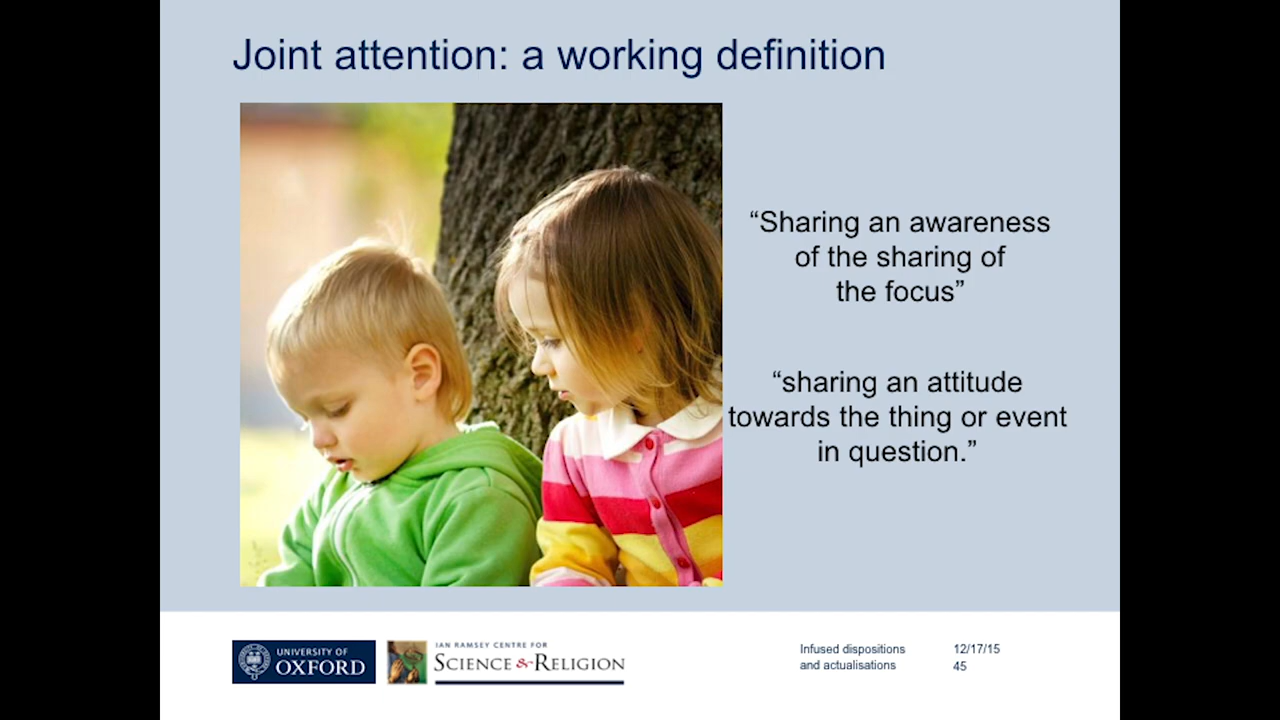 Joint attention: a working definition
“Sharing an awareness
of the sharing of
the focus”
“sharing an attitude
towards the thing or event
in question.”
UNIVERSITY OF
OXFORD
IAN RAMSEY CENTRE FOR
SCIENCE & RELIGION
Infused dispositions
and actualisations
12/17/15
45